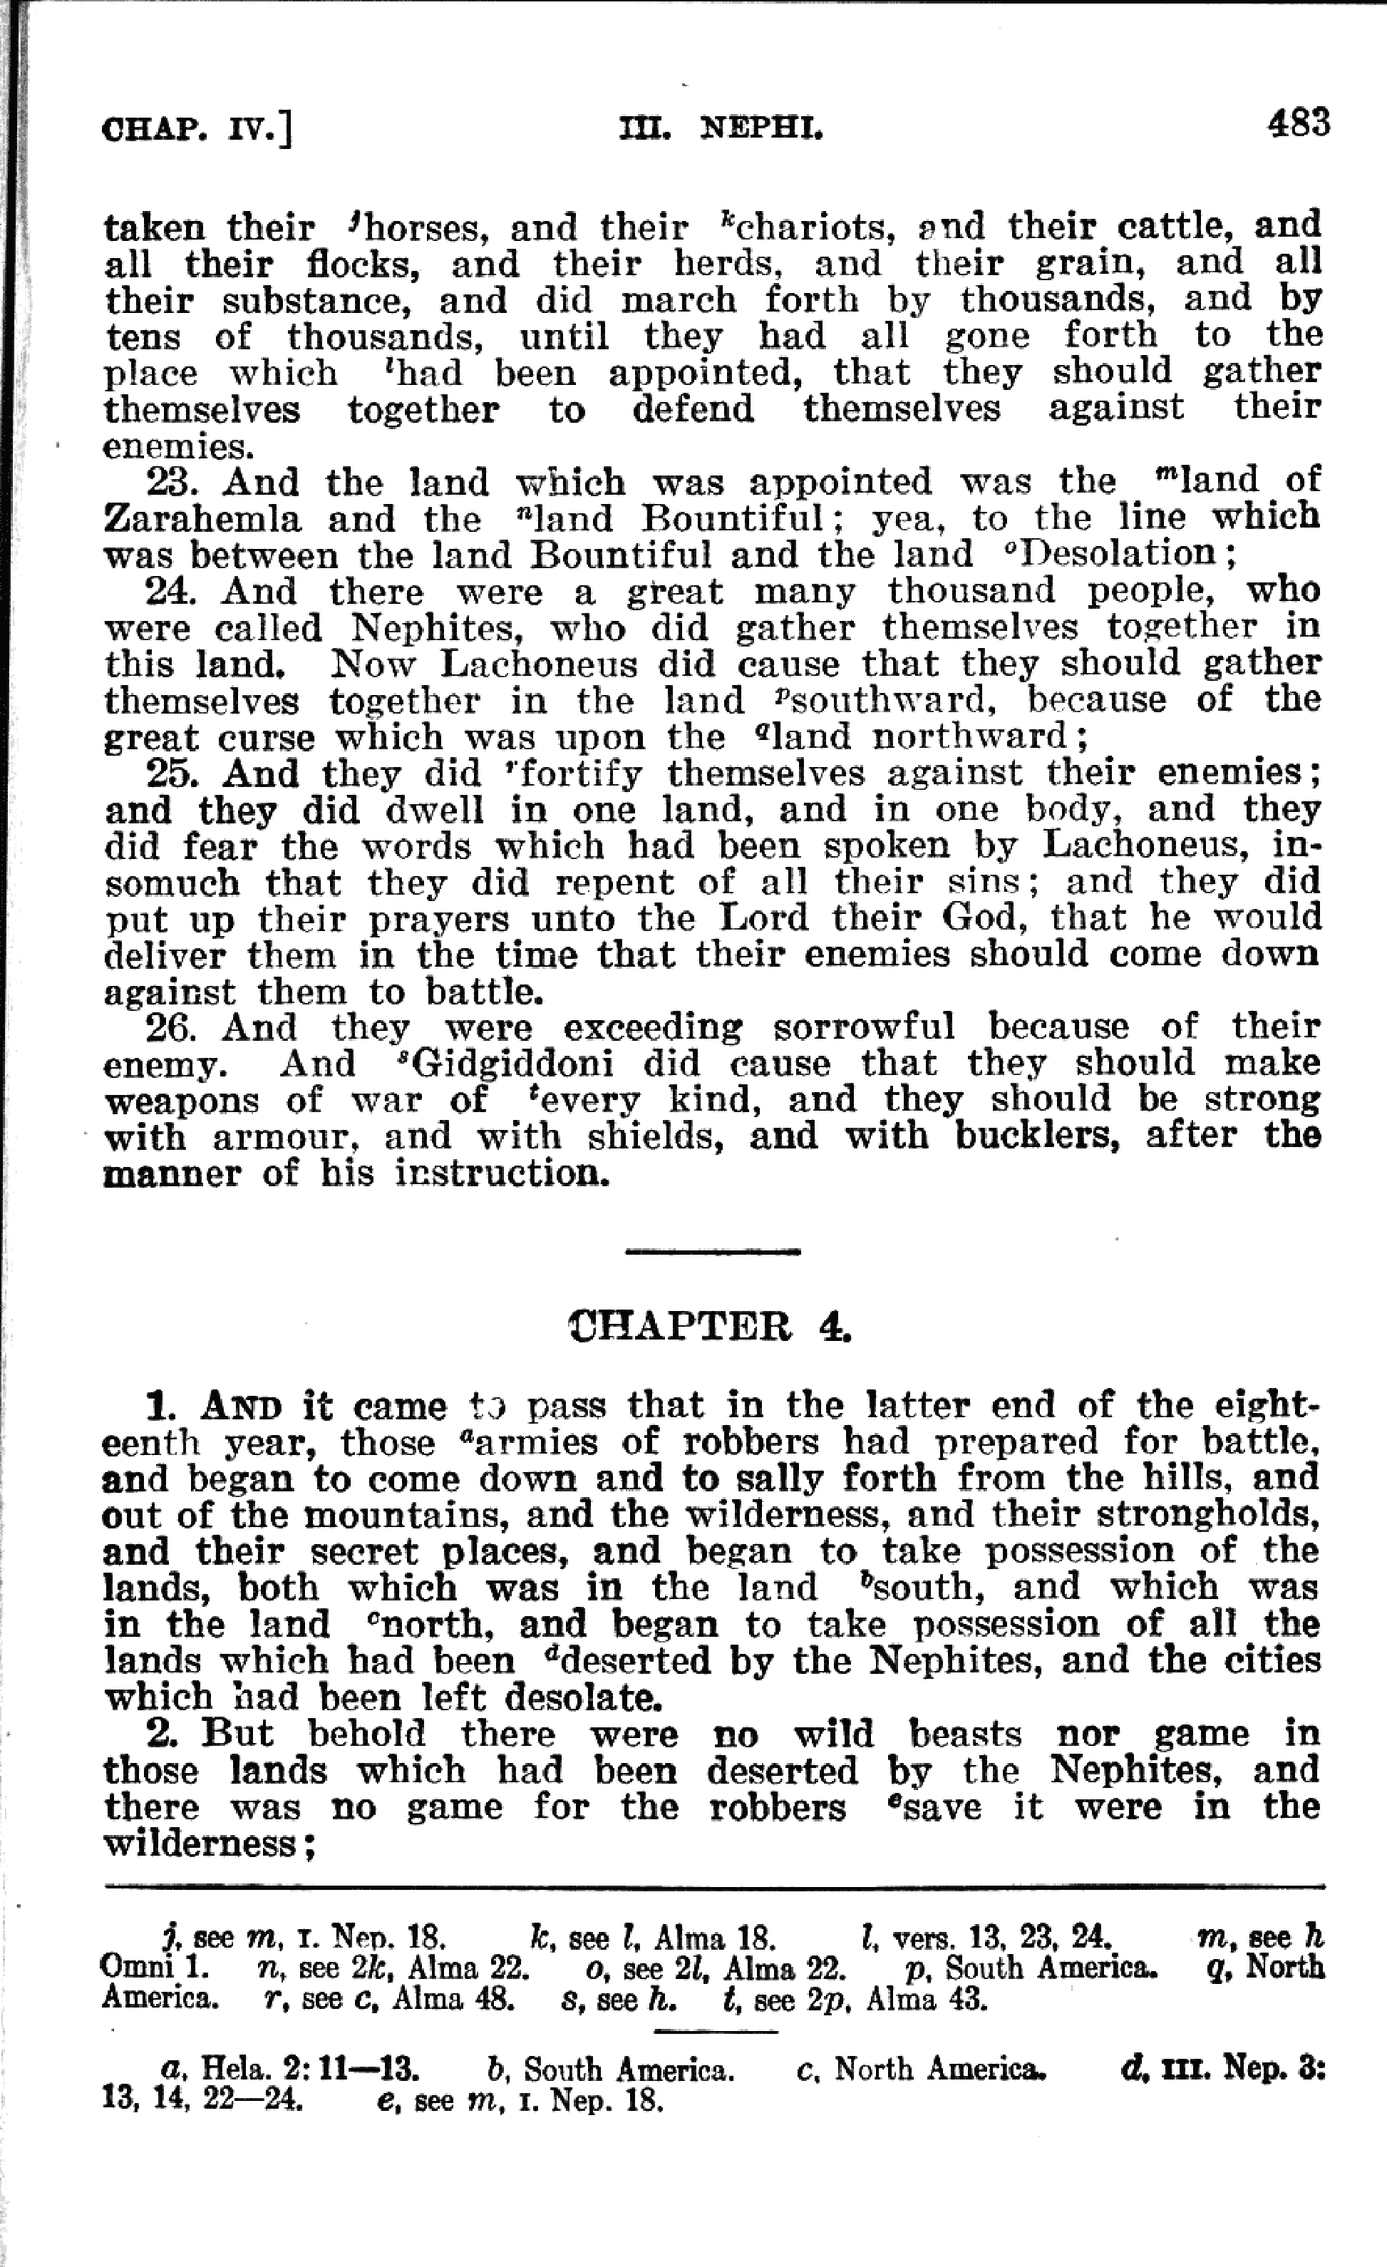 CHAP. IV.] III. NEPHI. 483
taken their jhorses, and their kchariots, and their cattle, and
all their flocks, and their herds, and their grain, and all
their substance, and did march forth by thousands, and by
tens of thousands, until they had all gone forth to the
place which lhad been appointed, that they should gather
themselves together to defend themselves against their
enemies.
23. And the land which was appointed was the mland of
Zarahemla and the nland Bountiful; yea, to the line which
was between the land Bountiful and the land oDesolation;
24. And there were a great many thousand people, who
were called Nephites, who did gather themselves together in
this land. Now Lachoneus did cause that they should gather
themselves together in the land psouthward, because of the
great curse which was upon the qland northward;
25. And they did rfortify themselves against their enemies;
and they did dwell in one land, and in one body, and they
did fear the words which had been spoken by Lachoneus, in-
somuch that they did repent of all their sins; and they did
put up their prayers unto the Lord their God, that he would
deliver them in the time that their enemies should come down
against them to battle.
26. And they were exceeding sorrowful because of their
enemy. And sGidgiddoni did cause that they should make
weapons of war of tevery kind, and they should be strong
with armour, and with shields, and with bucklers, after the
manner of his instruction.
CHAPTER 4.
1. AND it came to pass that in the latter end of the eight-
eenth year, those aarmies of robbers had prepared for battle,
and began to come down and to sally forth from the hills, and
out of the mountains, and the wilderness, and their strongholds,
and their secret places, and began to take possession of the
lands, both which was in the land bsouth, and which was
in the land cnorth, and began to take possession of all the
lands which had been ddeserted by the Nephites, and the cities
which had been left desolate.
2. But behold there were no wild beasts nor game in
those lands which had been deserted by the Nephites, and
there was no game for the robbers esave it were in the
wilderness;
j, see m, I. Nep. 18. k, see l, Alma 18. l, vers. 13, 23, 24. m, see h
Omni 1. n, see 2k, Alma 22. o, see 2l, Alma 22. p, South America. q, North
America. r, see c, Alma 48. s, see h. t, see 2p, Alma 43.
a, Hela. 2: 11—13. b, South America. c, North America. d, III. Nep. 3:
13, 14, 22—24. e, see m, I. Nep. 18.